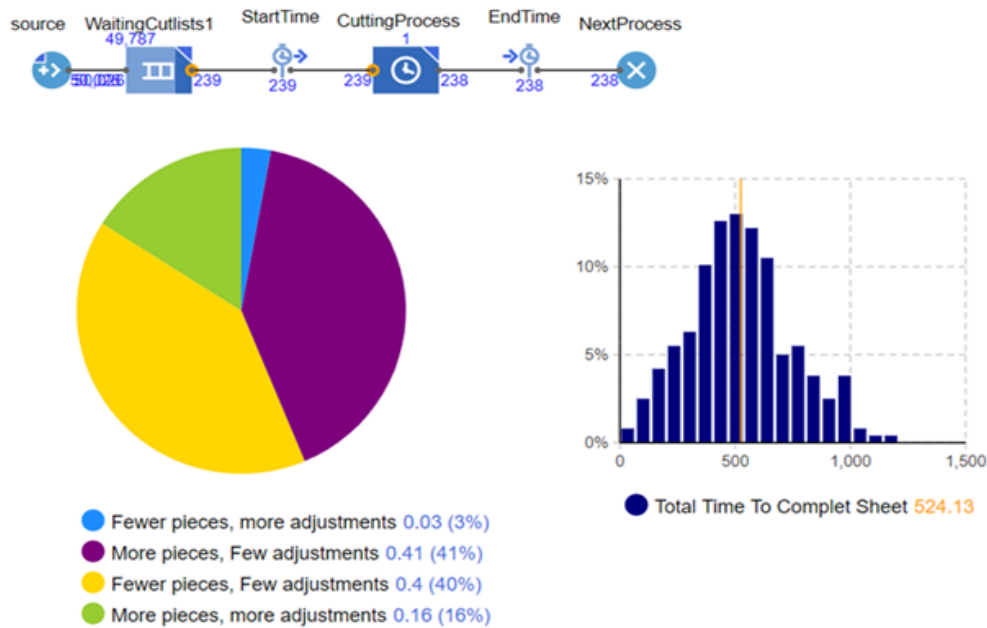 source WaitingCutlists1 StartTime CuttingProcess EndTime NextProcess
49,787 1
239 239 239 238 238 238
15%
10%
5%
0%
0 500 1,000 1,500
Total Time To Complet Sheet 524.13
Fewer pieces, more adjustments 0.03 (3%)
More pieces, Few adjustments 0.41 (41%)
Fewer pieces, Few adjustments 0.4 (40%)
More pieces, more adjustments 0.16 (16%)